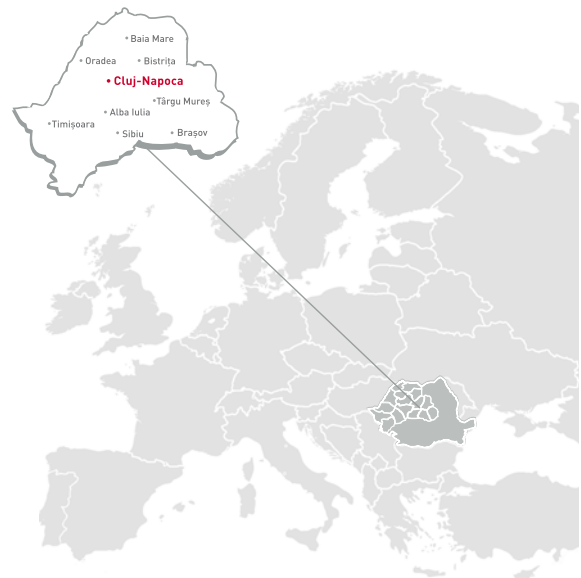 Baia Mare
Oradea
Bistrița
Cluj-Napoca
Târgu Mureș
Alba Iulia
Timișoara
Sibiu
Brașov